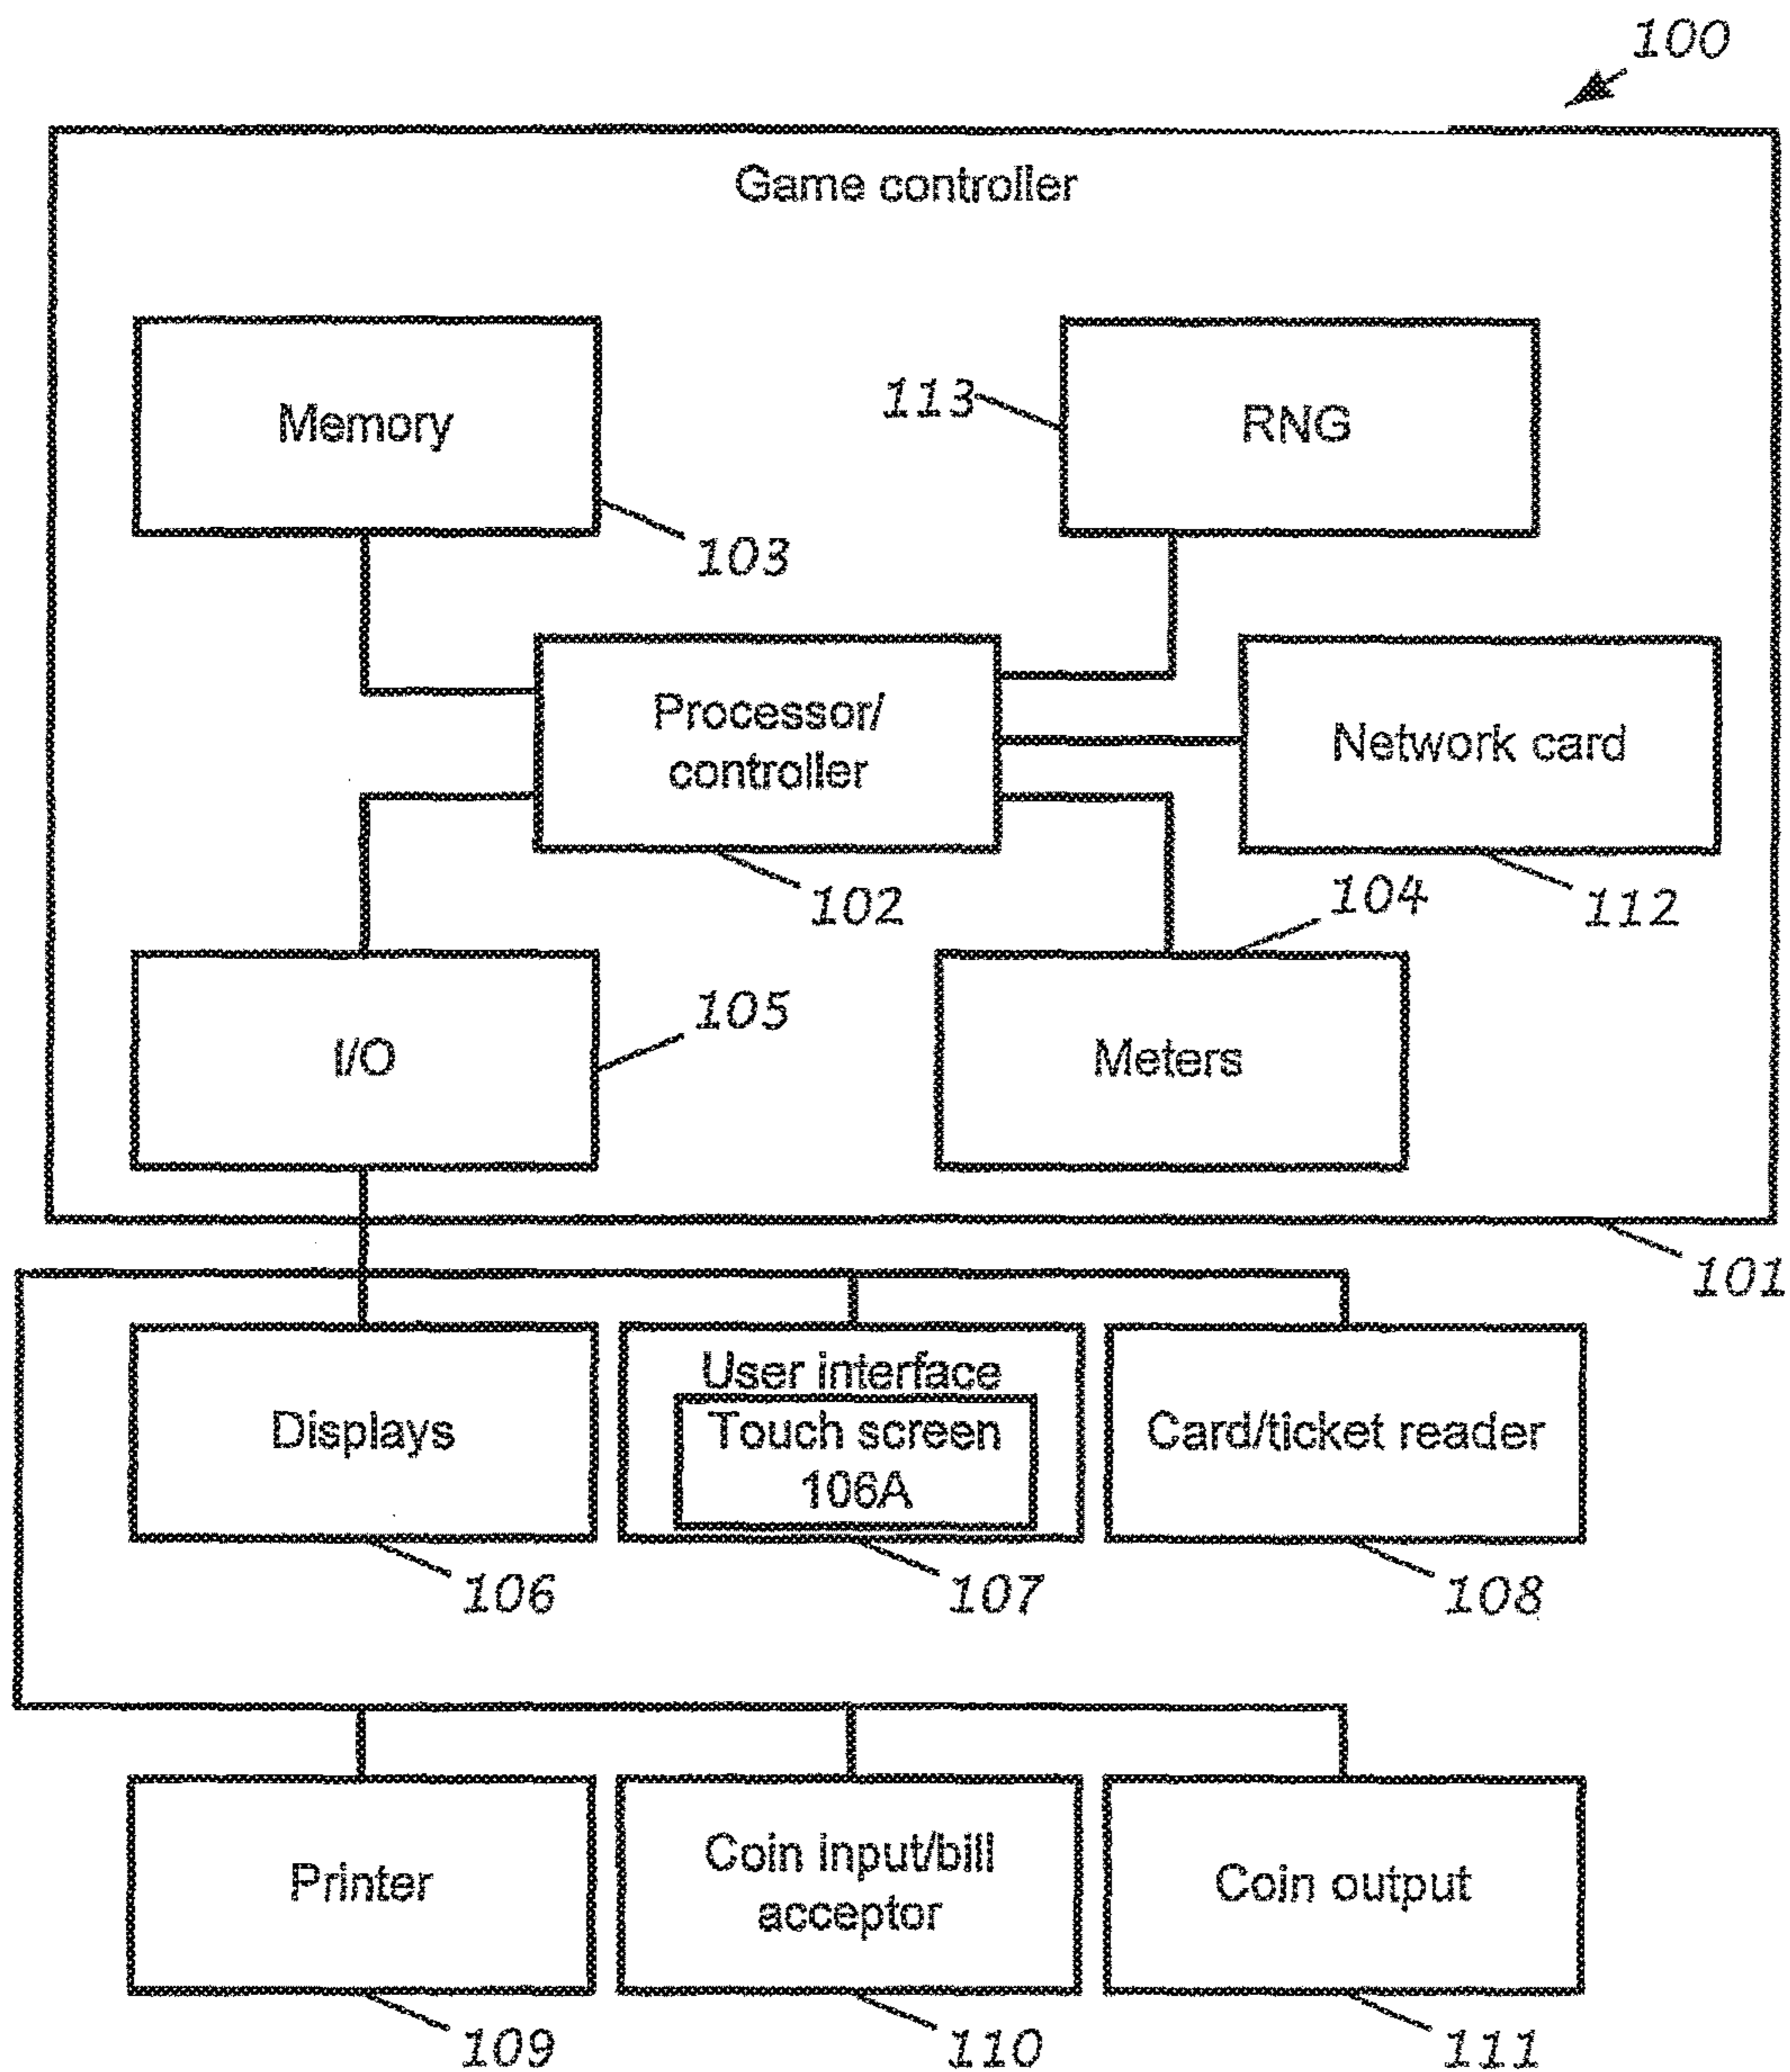 100
Game controller
Memory
113
RNG
103
Processor/
controller
Network card
102
104
112
I/O
105
Meters
101
Displays
User interface
Touch screen
106A
Card/ticket reader
106
107
108
Printer
Coin input/bill
acceptor
Coin output
109
110
111